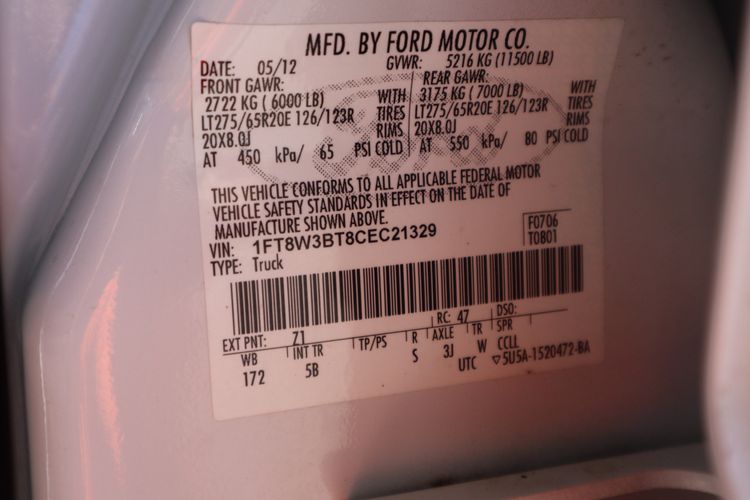 MFD. BY FORD MOTOR CO.
DATE: 05/12 GVWR: 5216 KG (11500 LB)
FRONT GAWR: REAR GAWR:
2722 KG ( 6000 LB) WITH 3175 KG ( 7000 LB) WITH
LT275/65R20E 126/123R TIRES LT275/65R20E 126/123R TIRES
20X8.0J RIMS 20X8.0J RIMS
AT 450 kPa/ 65 PSI COLD AT 550 kPa/ 80 PSI COLD
Ford
THIS VEHICLE CONFORMS TO ALL APPLICABLE FEDERAL MOTOR
VEHICLE SAFETY STANDARDS IN EFFECT ON THE DATE OF
MANUFACTURE SHOWN ABOVE.
VIN: 1FT8W3BT8CEC21329 F0706
TYPE: Truck T0801
EXT PNT: Z1 RC: 47 DSO:
WB INT TR TP/PS R AXLE TR SPR
172 5B S 3J W CCLL
UTC ▽5U5A-1520472-BA